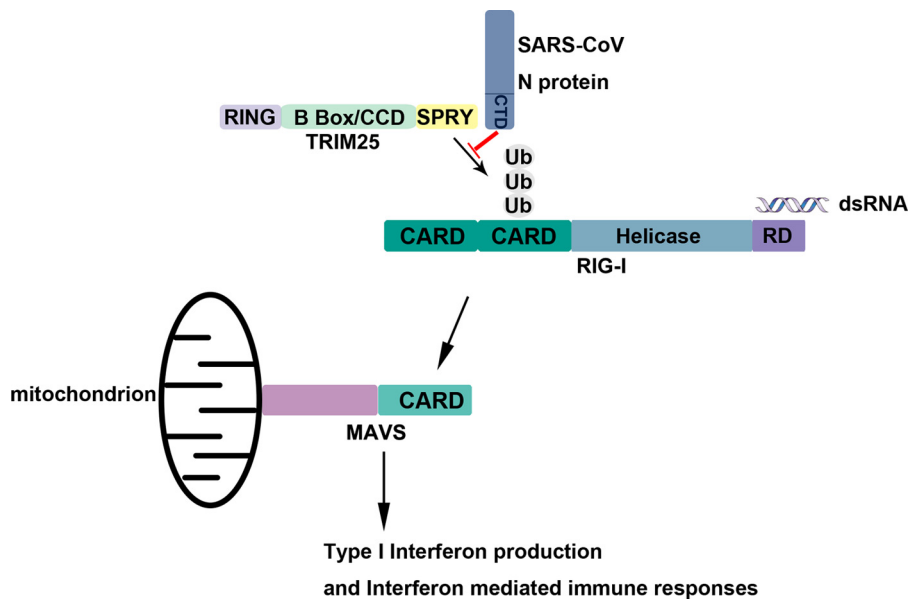 SARS-CoV
N protein
CTD
RING B Box/CCD SPRY
TRIM25
Ub
Ub
Ub
dsRNA
CARD CARD Helicase RD
RIG-I
mitochondrion
CARD
MAVS
Type I Interferon production
and Interferon mediated immune responses